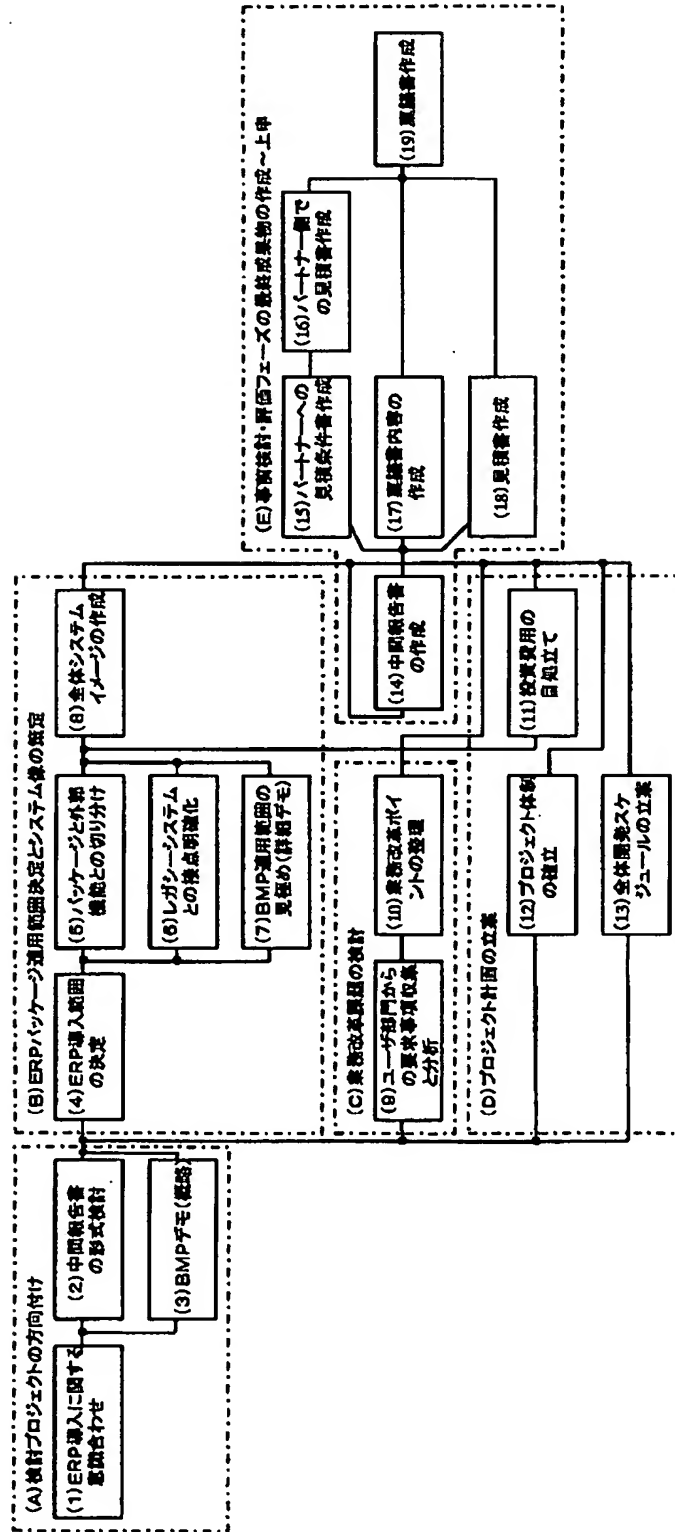 (A)検討プロジェクトの方向付け
(1)ERP導入に関する
意識合わせ
(2)中間報告書
の形式検討
(3)BMPデモ(概略)
(B)ERPパッケージ適用範囲決定とシステム像の策定
(4)ERP導入範囲
の決定
(5)パッケージと外部
機能との切り分け
(6)レガシーシステム
との接点明確化
(7)BMP適用範囲の
見極め(詳細デモ)
(8)全体システム
イメージの作成
(C)業務改革課題の検討
(9)ユーザ部門から
の要求事項収集
と分析
(10)業務改革ポイ
ントの整理
(D)プロジェクト計画の立案
(11)投資費用の
目処立て
(12)プロジェクト体制
の確立
(13)全体開発スケ
ジュールの立案
(14)中間報告書
の作成
(E)事前検討・評価フェーズの最終成果物の作成~上申
(15)パートナーへの
見積条件書作成
(16)パートナー側で
の見積書作成
(17)稟議書内容の
作成
(18)見積書作成
(19)稟議書作成